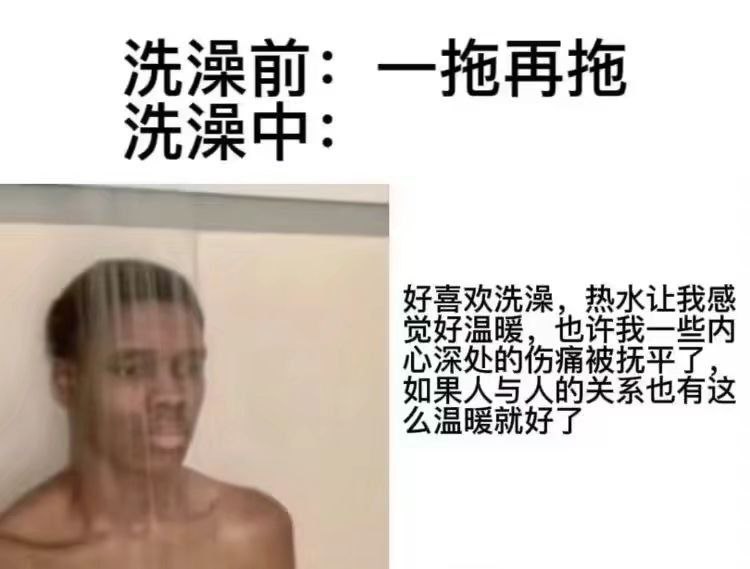 洗澡前：一拖再拖
洗澡中：
好喜欢洗澡，热水让我感
觉好温暖，也许我一些内
心深处的伤痛被抚平了，
如果人与人的关系也有这
么温暖就好了